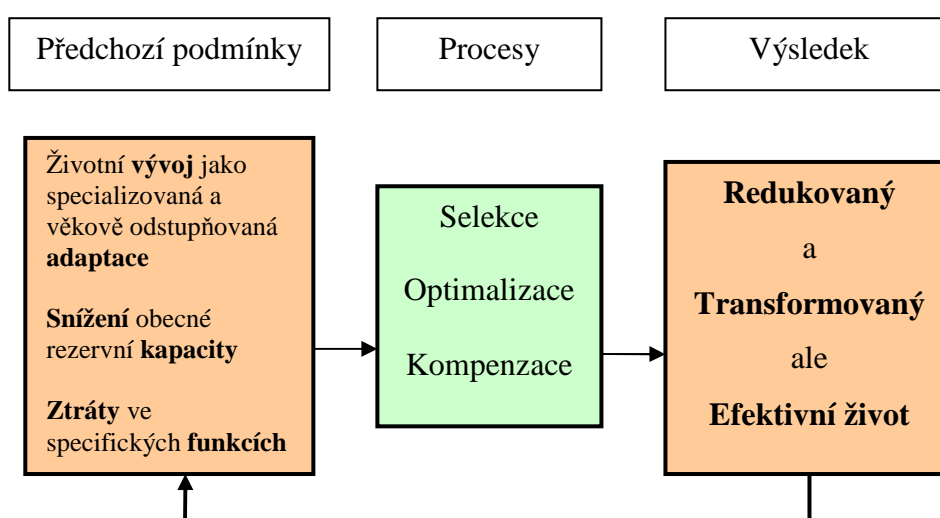 Předchozí podmínky
Procesy
Výsledek
Životní vývoj jako
specializovaná a
věkově odstupňovaná
adaptace
Snížení obecné
rezervní kapacity
Ztráty ve
specifických funkcích
Selekce
Optimalizace
Kompenzace
Redukovaný
a
Transformovaný
ale
Efektivní život